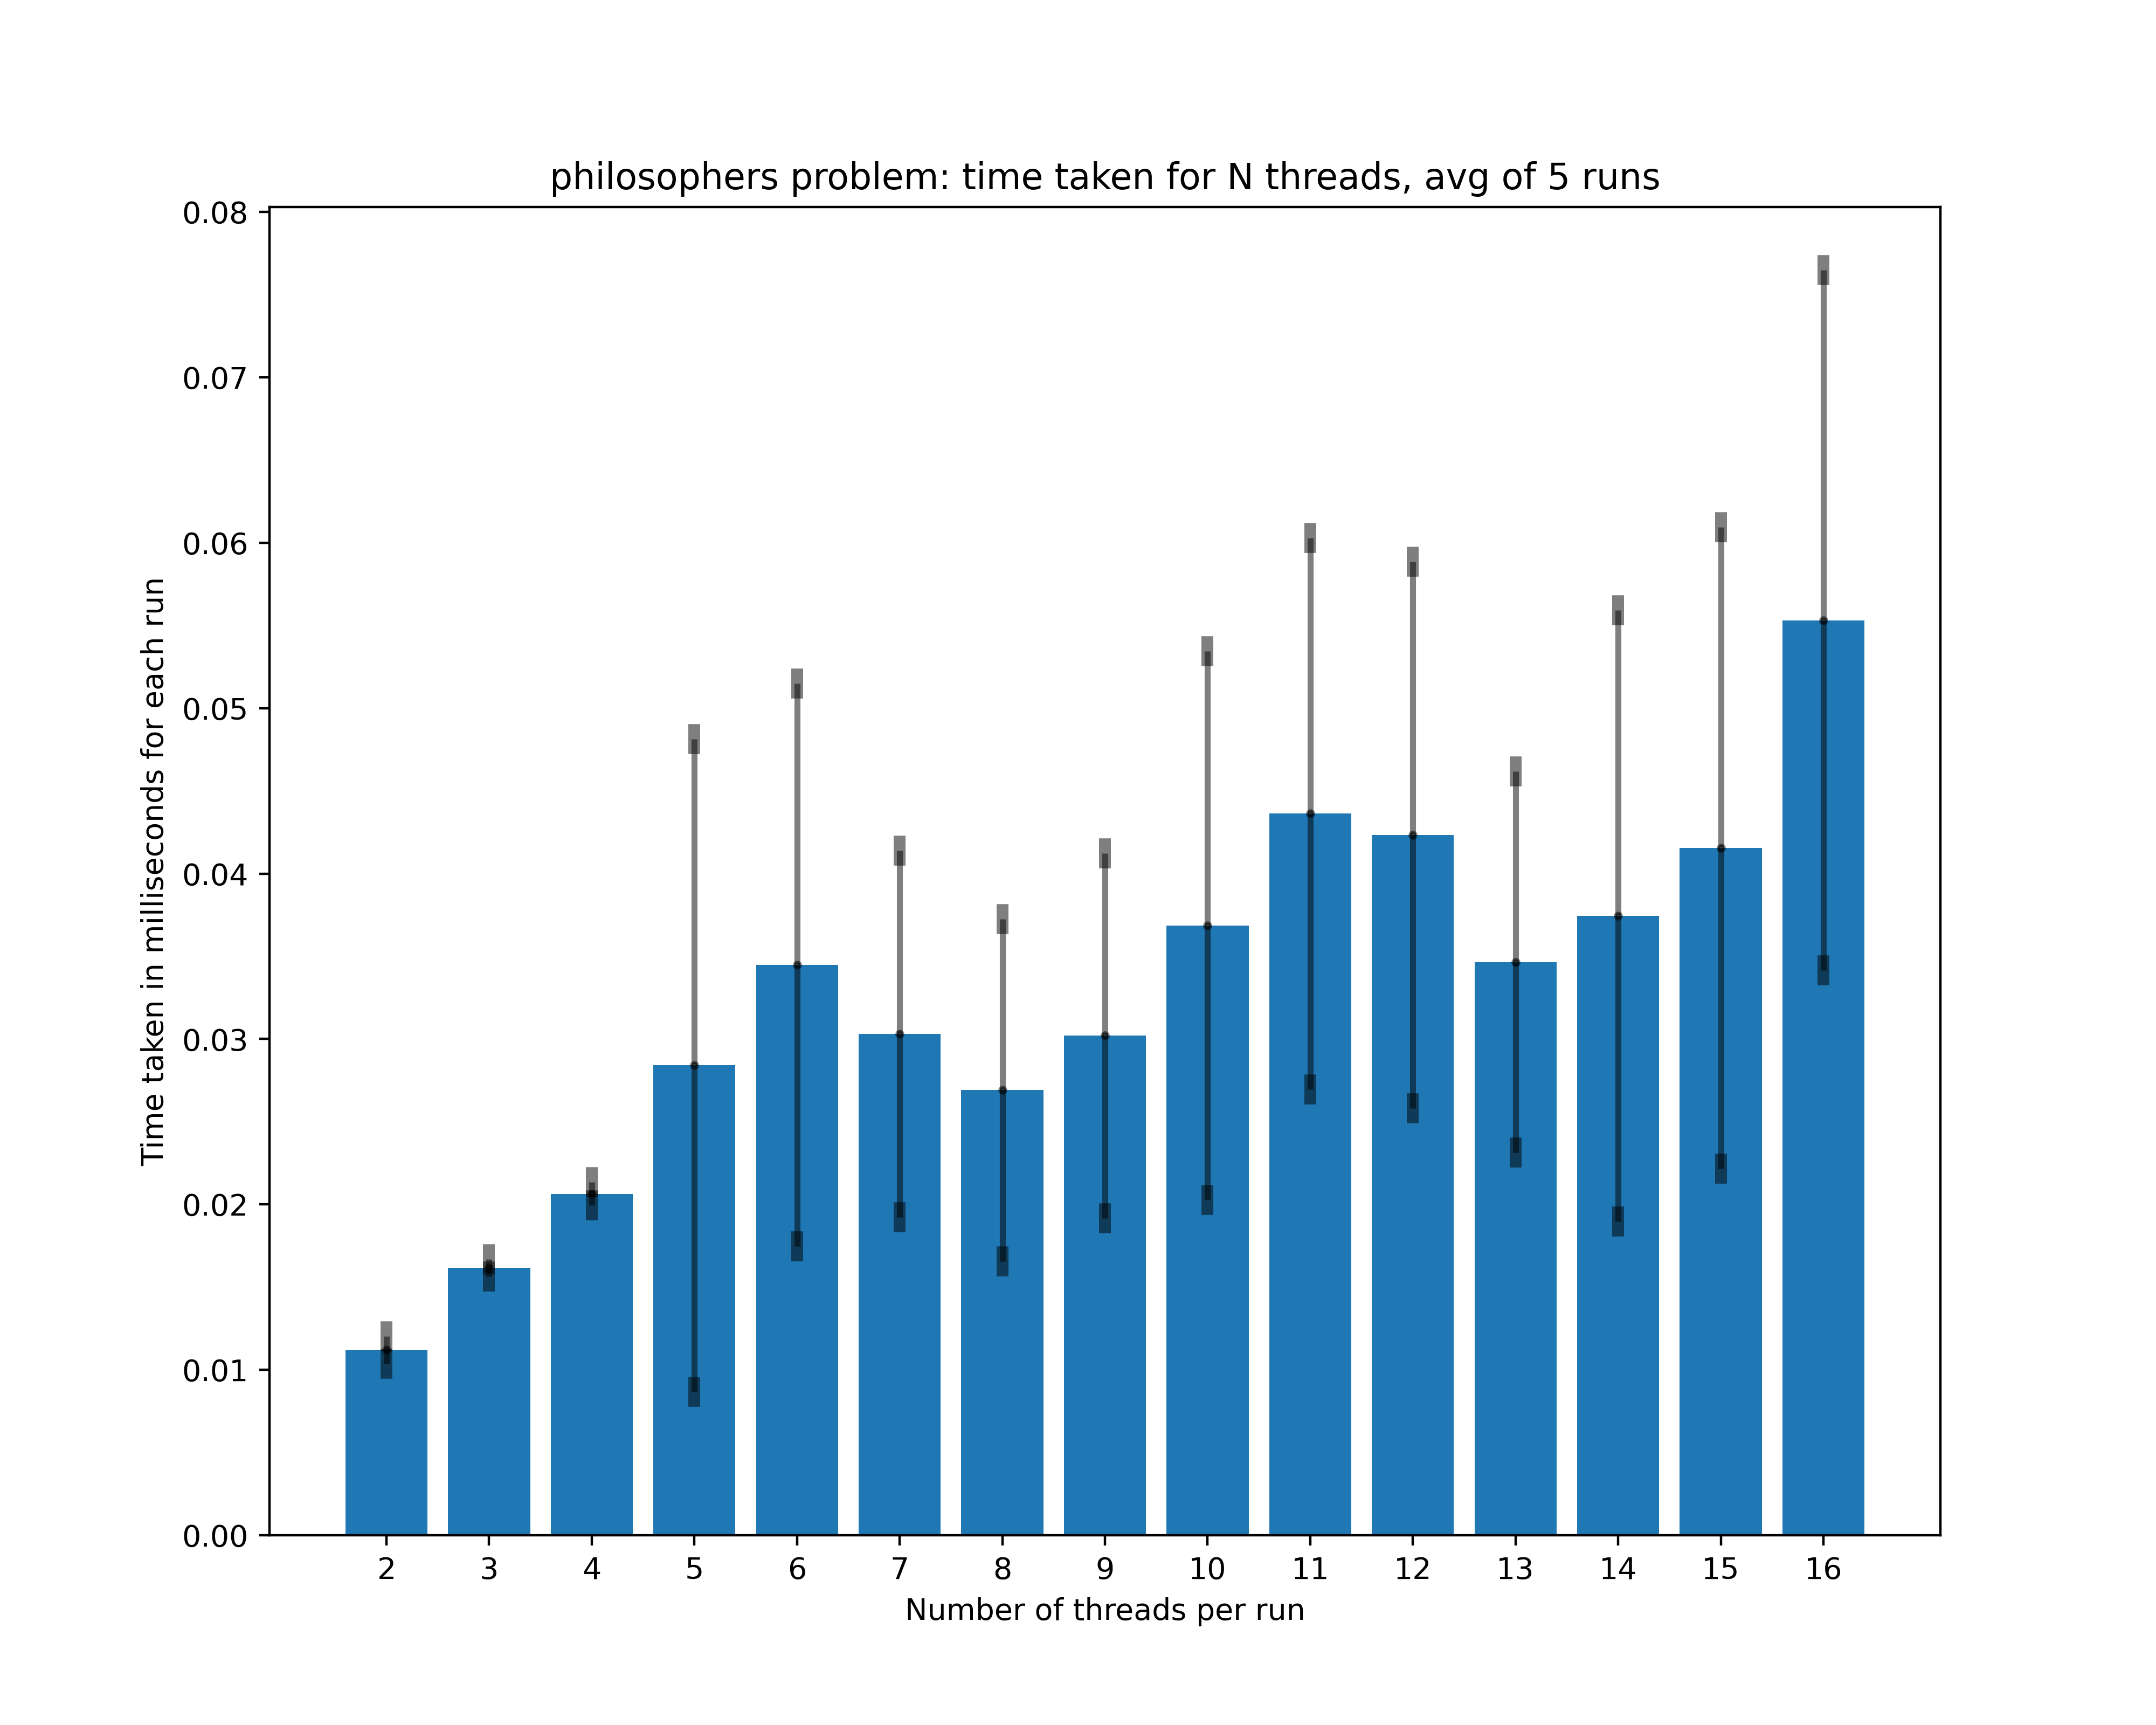 philosophers problem: time taken for N threads, avg of 5 runs
0.08
0.07
0.06
0.05
0.04
0.03
0.02
0.01
0.00
Time taken in milliseconds for each run
2 3 4 5 6 7 8 9 10 11 12 13 14 15 16
Number of threads per run